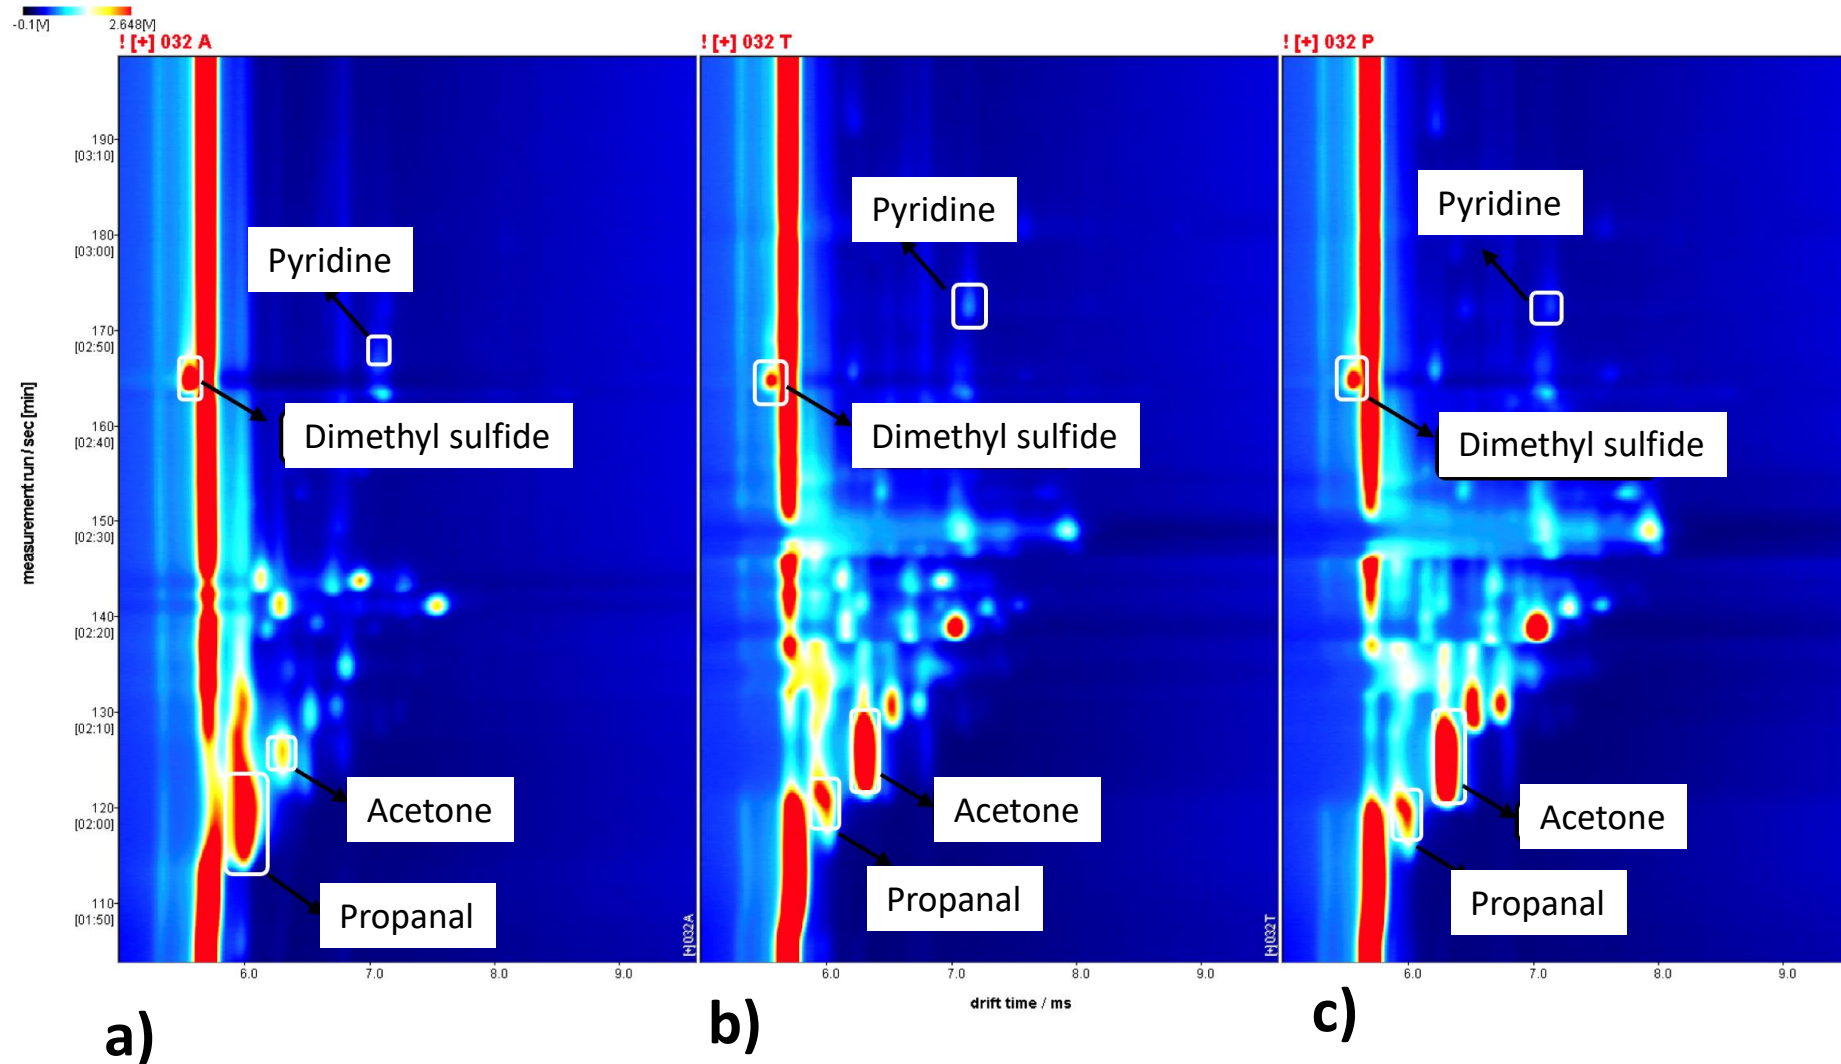 -0.1[V] 2.648[V]
! [+] 032 A
! [+] 032 T
! [+] 032 P
measurement run / sec [min]
190
[03:10]
180
[03:00]
170
[02:50]
160
[02:40]
150
[02:30]
140
[02:20]
130
[02:10]
120
[02:00]
110
[01:50]
Pyridine
Dimethyl sulfide
Acetone
Propanal
[+] 032A
6.0 7.0 8.0 9.0
a)
Pyridine
Dimethyl sulfide
Acetone
Propanal
[+] 032T
6.0 7.0 8.0 9.0
drift time / ms
b)
Pyridine
Dimethyl sulfide
Acetone
Propanal
6.0 7.0 8.0 9.0
c)